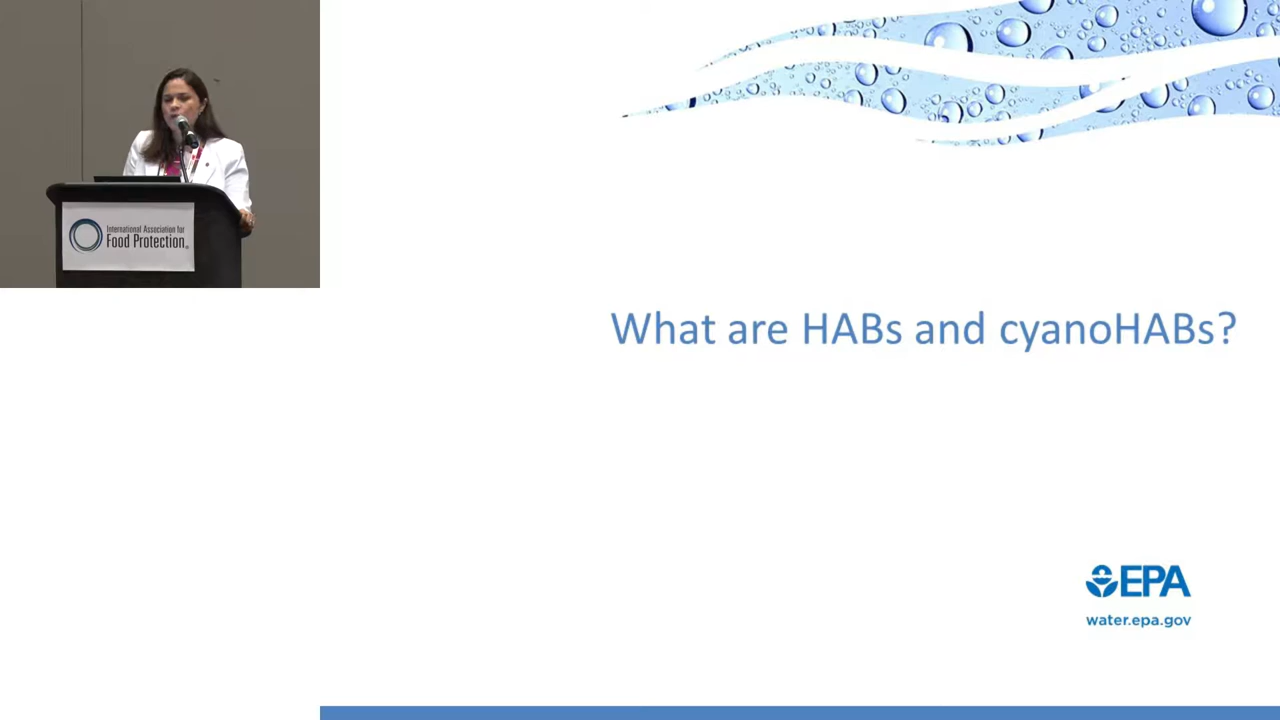 International Association for
Food Protection
What are HABs and cyanoHABs?
EPA
water.epa.gov